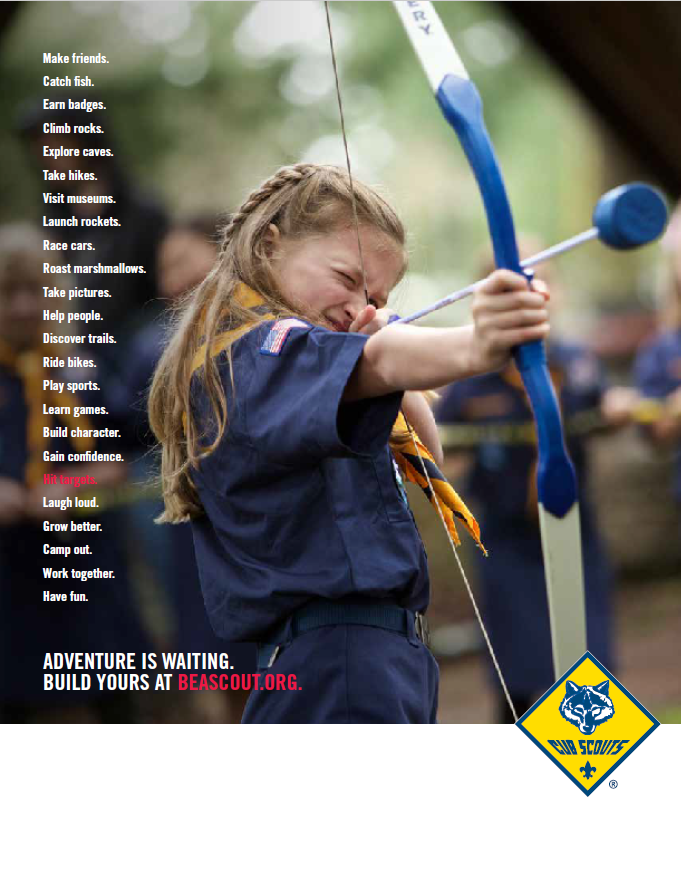 ERY
Make friends.
Catch fish.
Earn badges.
Climb rocks.
Explore caves.
Take hikes.
Visit museums.
Launch rockets.
Race cars.
Roast marshmallows.
Take pictures.
Help people.
Discover trails.
Ride bikes.
Play sports.
Learn games.
Build character.
Gain confidence.
Hit targets.
Laugh loud.
Grow better.
Camp out.
Work together.
Have fun.
ADVENTURE IS WAITING.
BUILD YOURS AT BEASCOUT.ORG.
CUB SCOUTS
®